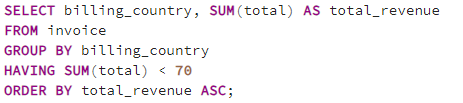 SELECT billing_country, SUM(total) AS total_revenue
FROM invoice
GROUP BY billing_country
HAVING SUM(total) < 70
ORDER BY total_revenue ASC;